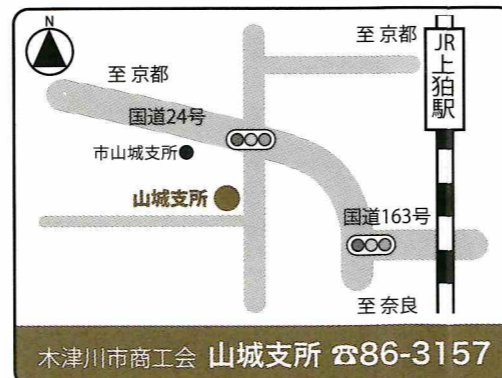 N
至 京都
至 京都
JR上狛駅
国道24号
市山城支所
山城支所
国道163号
至 奈良
木津川市商工会 山城支所 ☎86-3157